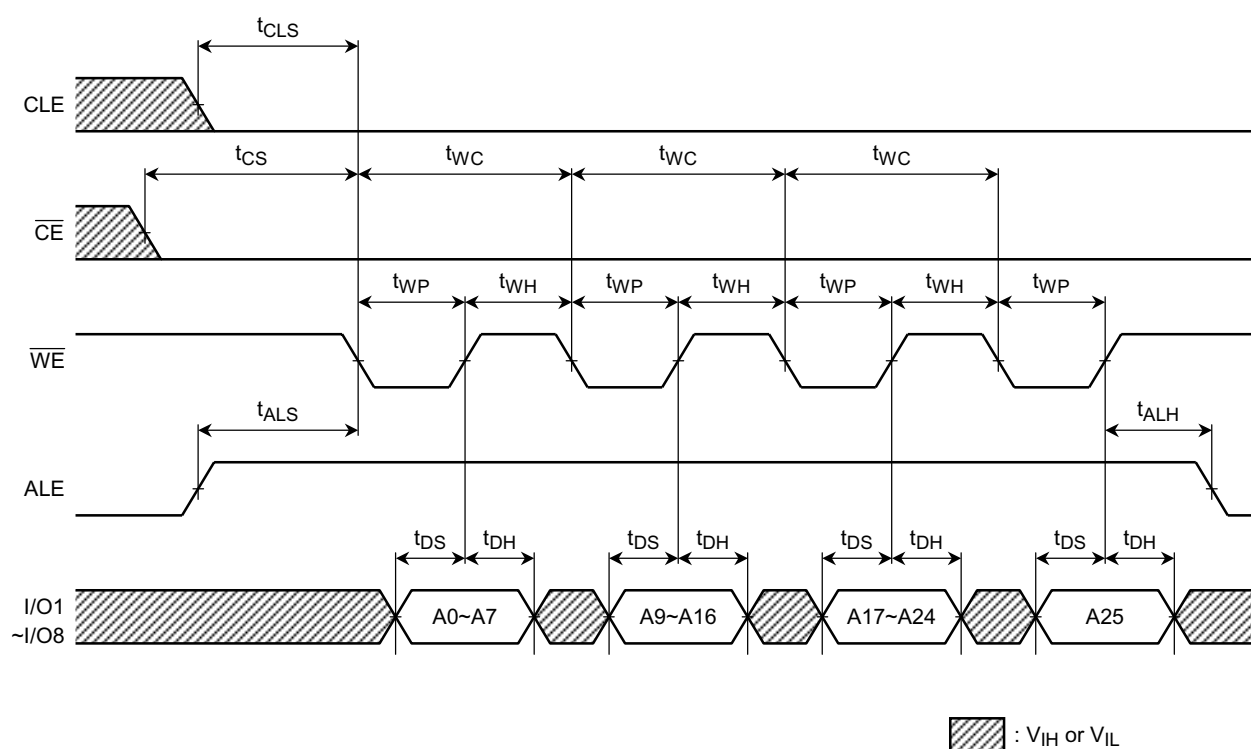 tCLS
CLE
tCS tWC tWC tWC
CE
tWP tWH tWP tWH tWP tWH tWP
WE
tALS tALH
ALE
tDS tDH tDS tDH tDS tDH tDS tDH
I/O1
~I/O8
A0~A7 A9~A16 A17~A24 A25
: VIH or VIL